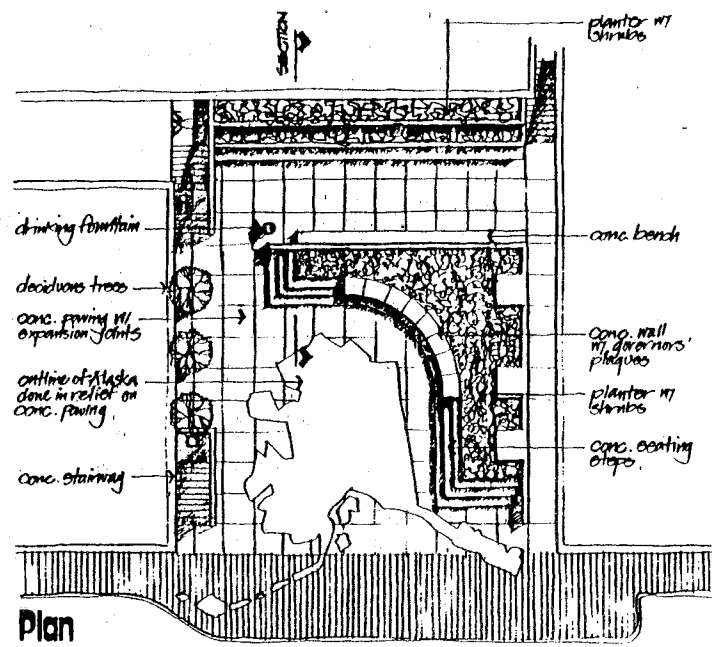 SECTION
planter w/
shrubs
drinking fountain
deciduous trees
conc. paving w/
expansion joints
outline of Alaska
done in relief on
conc. paving.
conc. stairway
conc. bench
conc. wall
w/ governors'
plaques
planter w/
shrubs
conc. seating
steps.
Plan